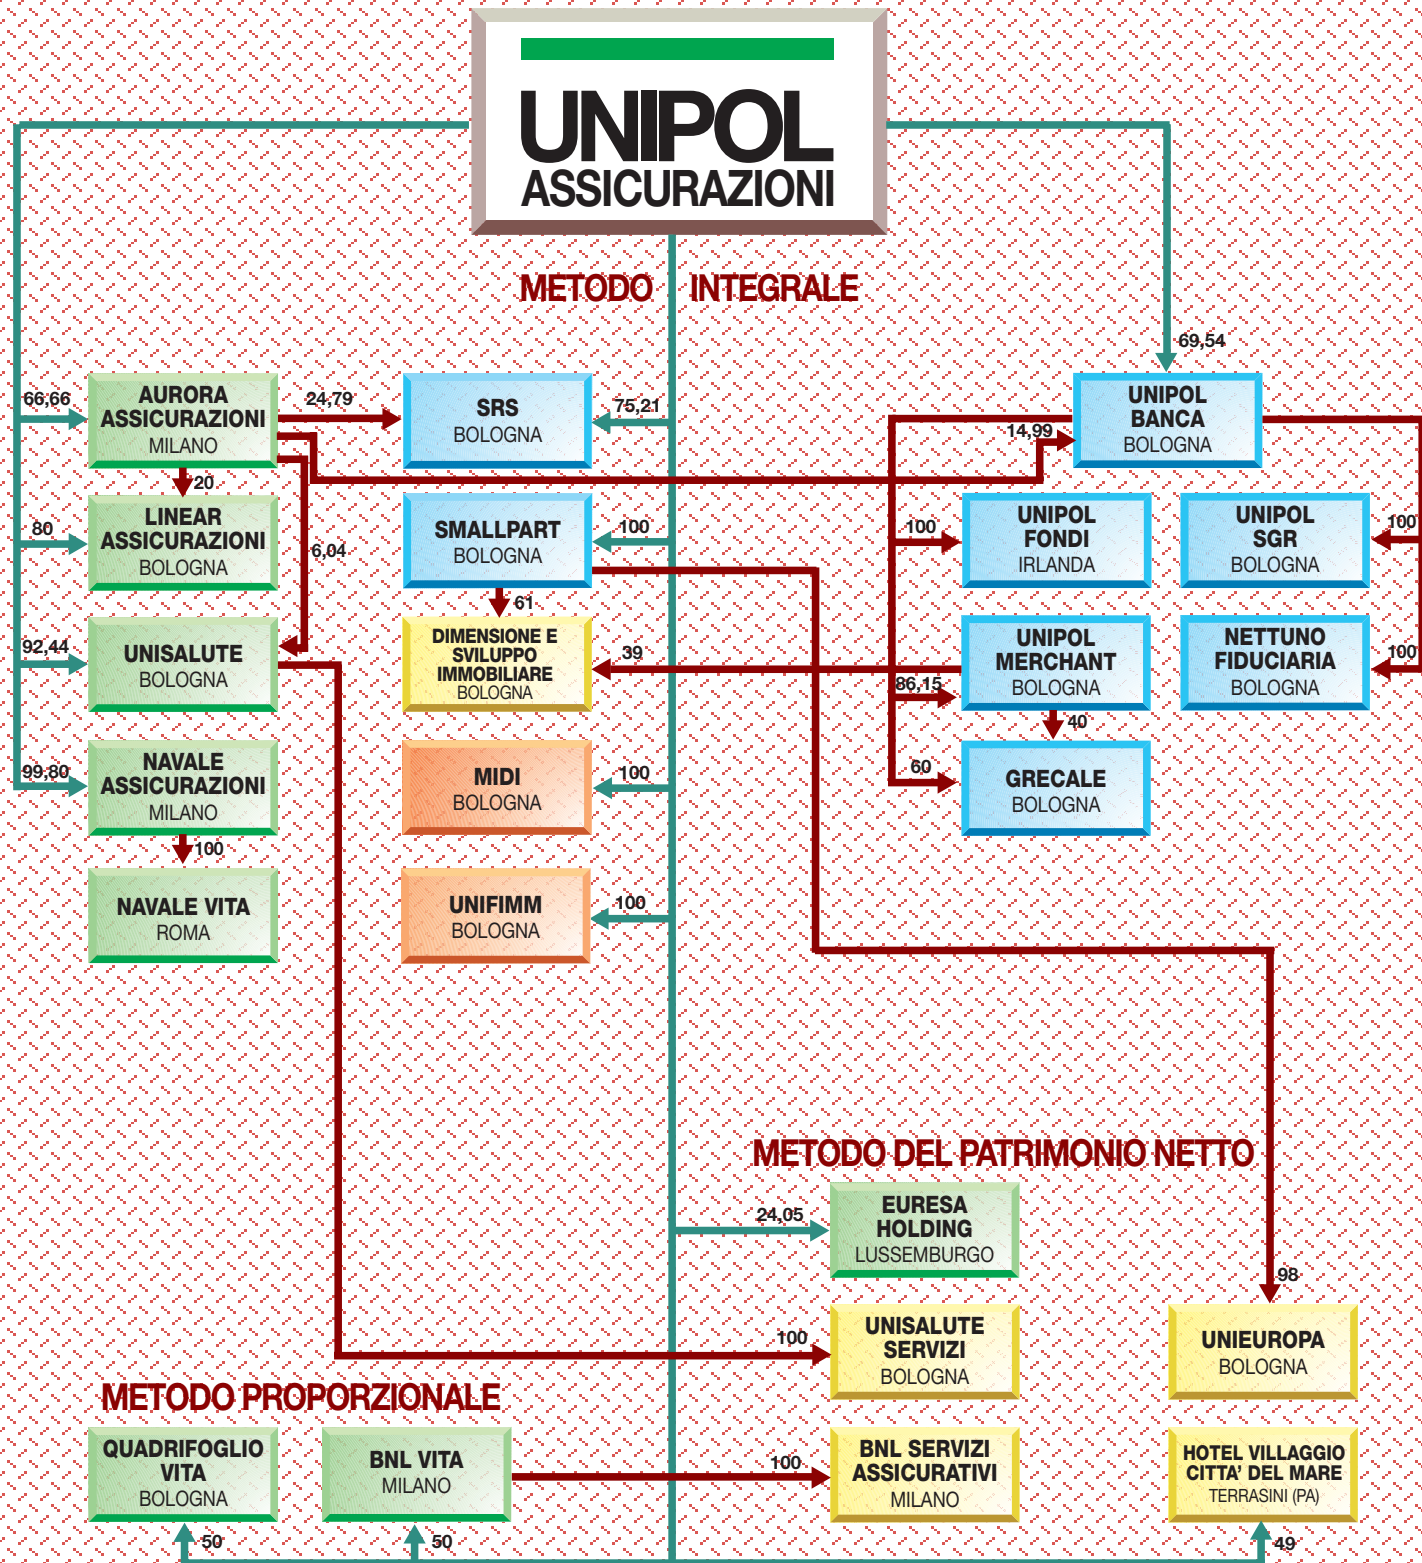 UNIPOL
ASSICURAZIONI
METODO INTEGRALE
69,54
66,66
AURORA
ASSICURAZIONI
MILANO
24,79
SRS
BOLOGNA
75,21
14,99
UNIPOL
BANCA
BOLOGNA
20
80
LINEAR
ASSICURAZIONI
BOLOGNA
6,04
SMALLPART
BOLOGNA
100
100
UNIPOL
FONDI
IRLANDA
UNIPOL
SGR
BOLOGNA
100
61
92,44
UNISALUTE
BOLOGNA
DIMENSIONE E
SVILUPPO
IMMOBILIARE
BOLOGNA
39
86,15
UNIPOL
MERCHANT
BOLOGNA
NETTUNO
FIDUCIARIA
BOLOGNA
100
40
99,80
NAVALE
ASSICURAZIONI
MILANO
MIDI
BOLOGNA
100
60
GRECALE
BOLOGNA
100
NAVALE VITA
ROMA
UNIFIMM
BOLOGNA
100
METODO DEL PATRIMONIO NETTO
24,05
EURESA
HOLDING
LUSSEMBURGO
98
100
UNISALUTE
SERVIZI
BOLOGNA
UNIEUROPA
BOLOGNA
METODO PROPORZIONALE
QUADRIFOGLIO
VITA
BOLOGNA
BNL VITA
MILANO
100
BNL SERVIZI
ASSICURATIVI
MILANO
HOTEL VILLAGGIO
CITTA' DEL MARE
TERRASINI (PA)
50
50
49